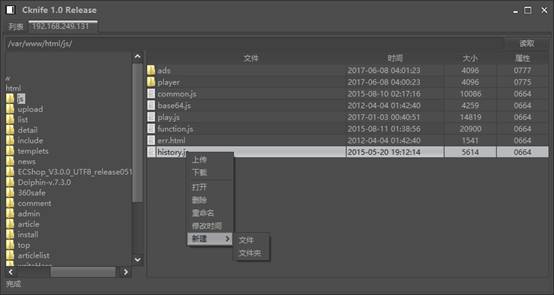 Cknife 1.0 Release
列表 192.168.249.131
/var/www/html/js/ 读取
文件 时间 大小 属性
w
html
js
upload
list
detail
include
templets
news
ECShop_V3.0.0_UTF8_release051
Dolphin-v.7.3.0
360safe
comment
admin
article
install
top
articlelist
ads 2017-06-08 04:01:23 4096 0777
player 2017-06-08 04:00:23 4096 0775
common.js 2015-08-10 02:17:16 10086 0664
base64.js 2012-04-04 01:42:40 4259 0664
play.js 2017-01-03 00:40:51 14819 0664
function.js 2015-08-11 01:38:56 20900 0664
err.html 2012-04-04 01:42:40 1541 0664
history.js 2015-05-20 19:12:14 5614 0664
上传
下载
打开
删除
重命名
修改时间
新建
文件
文件夹
完成